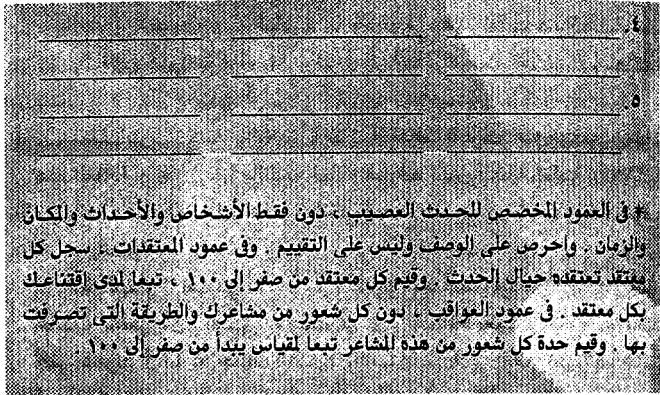 ٤.
٥.
* في العمود المخصص للحدث العصيب ، دون فقط الأشخاص والأحداث والمكان
والزمان . واحرص على الوصف وليس على التقييم . وفي عمود المعتقدات ، سجل كل
معتقد تعتقده حيال الحدث . وقيم كل معتقد من صفر إلى ١٠٠ ، تبعا لمدى اقتناعك
بكل معتقد . في عمود العواقب ، دون كل شعور من مشاعرك والطريقة التي تصرفت
بها . وقيم حدة كل شعور من هذه المشاعر تبعا لمقياس يبدأ من صفر إلى ١٠٠ .